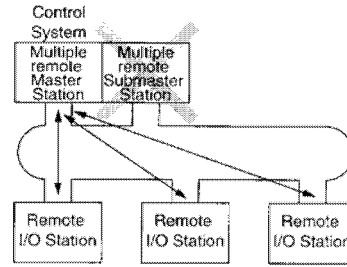 Control
System
Multiple
remote
Master
Station
Multiple
remote
Submaster
Station
Remote
I/O Station
Remote
I/O Station
Remote
I/O Station